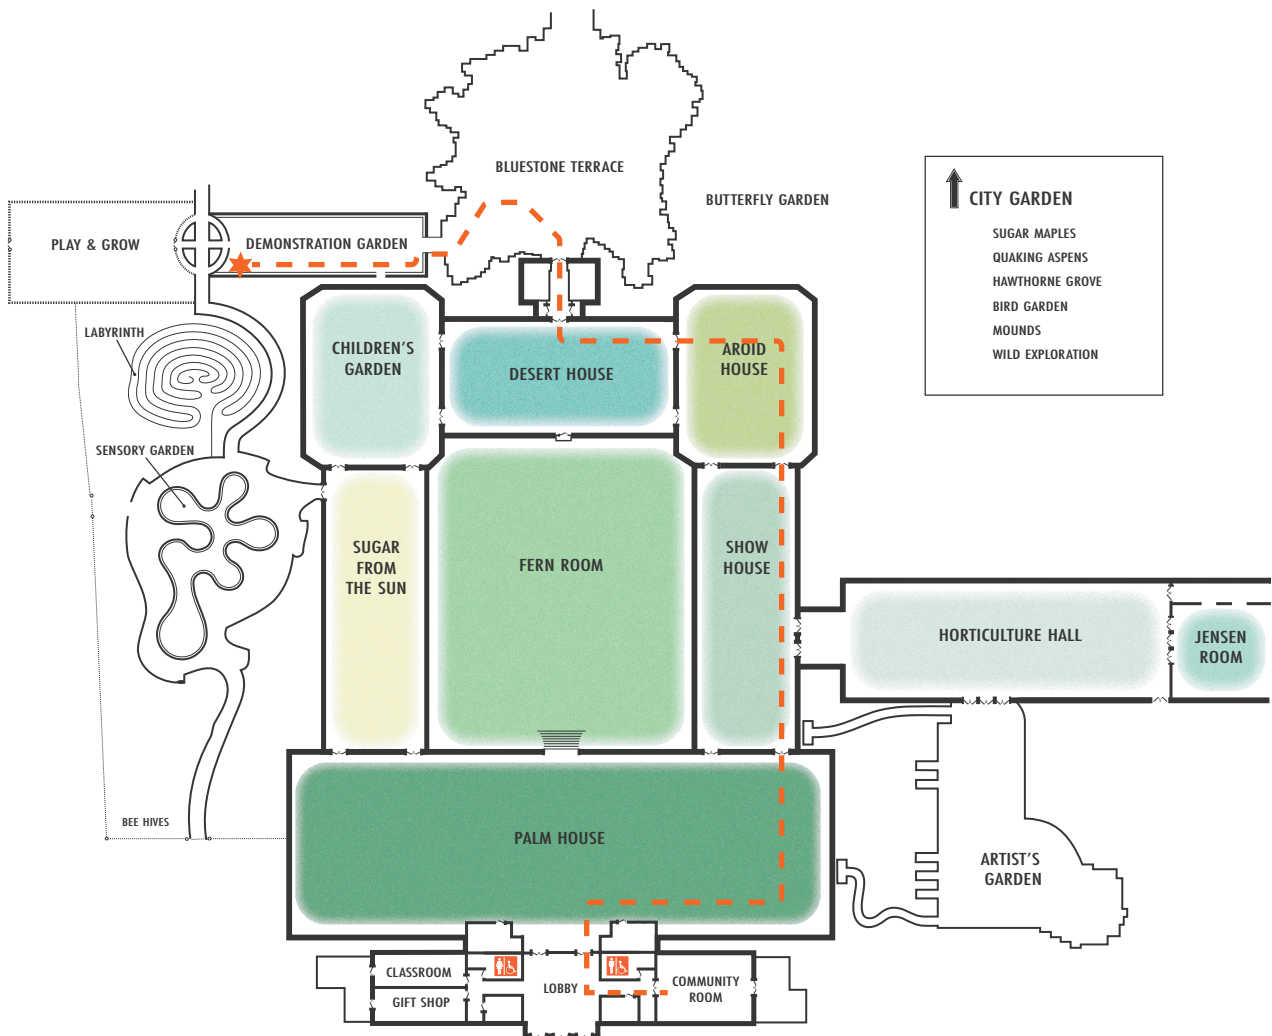 BLUESTONE TERRACE
BUTTERFLY GARDEN
CITY GARDEN
SUGAR MAPLES
QUAKING ASPENS
HAWTHORNE GROVE
BIRD GARDEN
MOUNDS
WILD EXPLORATION
PLAY & GROW
DEMONSTRATION GARDEN
LABYRINTH
CHILDREN'S
GARDEN
DESERT HOUSE
AROID
HOUSE
SENSORY GARDEN
SUGAR
FROM
THE SUN
FERN ROOM
SHOW
HOUSE
HORTICULTURE HALL
JENSEN
ROOM
BEE HIVES
PALM HOUSE
ARTIST'S
GARDEN
CLASSROOM
GIFT SHOP
LOBBY
COMMUNITY
ROOM